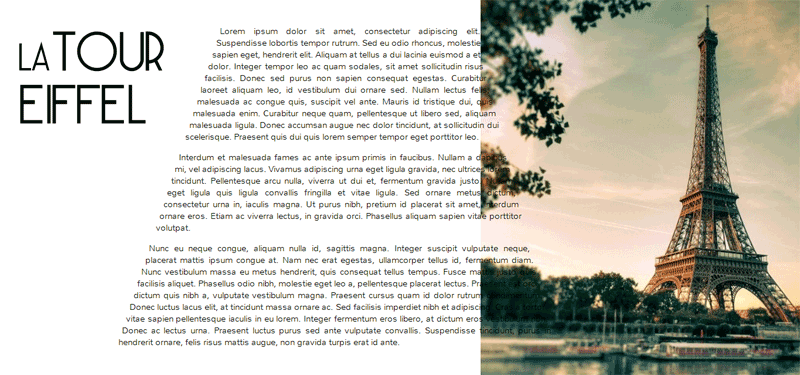 LA TOUR
EIFFEL
Lorem ipsum dolor sit amet, consectetur adipiscing elit.
Suspendisse lobortis tempor rutrum. Sed eu odio rhoncus, molestie
sapien eget, hendrerit elit. Aliquam at tellus a dui lacinia euismod a et
dolor. Integer tempor leo ac quam sodales, sit amet sollicitudin risus
facilisis. Donec sed purus non sapien consequat egestas. Curabitur
laoreet aliquam leo, id vestibulum dui ornare sed. Nullam lectus felis
malesuada ac congue quis, suscipit vel ante. Mauris id tristique dui, quis
malesuada enim. Curabitur neque quam, pellentesque ut libero sed, aliquam
malesuada ligula. Donec accumsan augue nec dolor tincidunt, at sollicitudin dui
scelerisque. Praesent quis dui quis lorem semper tempor eget porttitor leo.
Interdum et malesuada fames ac ante ipsum primis in faucibus. Nullam a dapibus
mi, vel adipiscing lacus. Vivamus adipiscing urna eget ligula gravida, nec ultrices lorem
tincidunt. Pellentesque arcu nulla, viverra ut dui et, fermentum gravida justo. Nullam
eget ligula quis ligula convallis fringilla et vitae ligula. Sed ornare metus dictum,
consectetur urna in, iaculis magna. Ut purus nibh, pretium id placerat sit amet, interdum
ornare eros. Etiam ac viverra lectus, in gravida orci. Phasellus aliquam sapien vitae porttitor
volutpat.
Nunc eu neque congue, aliquam nulla id, sagittis magna. Integer suscipit vulputate neque,
placerat mattis ipsum congue at. Nam nec erat egestas, ullamcorper tellus id, fermentum diam.
Nunc vestibulum massa eu metus hendrerit, quis consequat tellus tempus. Fusce mattis
facilisis aliquet. Phasellus odio nibh, molestie eget leo a, pellentesque placerat lectus. Praesent
dictum quis nibh a, vulputate vestibulum magna. Praesent cursus quam id dolor rutrum
Donec luctus lacus elit, at tincidunt massa ornare ac. Sed facilisis imperdiet nibh et adipiscing.
vitae sapien pellentesque iaculis in eu lorem. Integer fermentum eros libero, at dictum eros
Donec ac lectus urna. Praesent luctus purus sed ante vulputate convallis. Suspendisse tincidunt, purus
hendrerit ornare, felis risus mattis augue, non gravida turpis erat id ante.